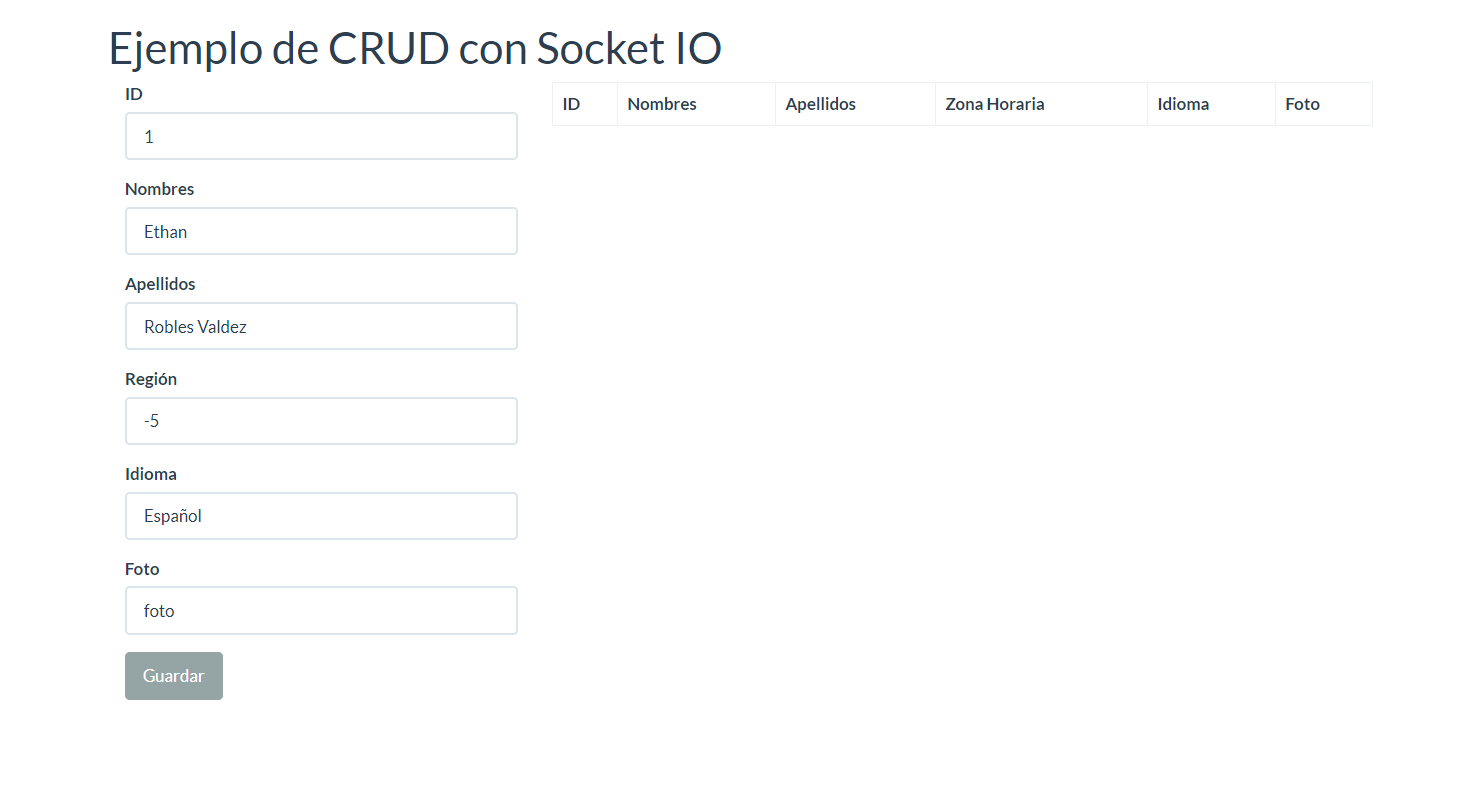 Ejemplo de CRUD con Socket IO
ID
1
Nombres
Ethan
Apellidos
Robles Valdez
Región
-5
Idioma
Español
Foto
foto
Guardar
ID Nombres Apellidos Zona Horaria Idioma Foto